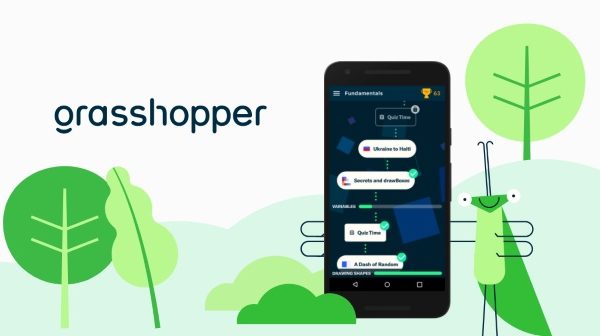 grasshopper
Fundamentals
63
Quiz Time
Ukraine to Haiti
Secrets and drawBoxes
VARIABLES
Quiz Time
A Dash of Random
DRAWING SHAPES